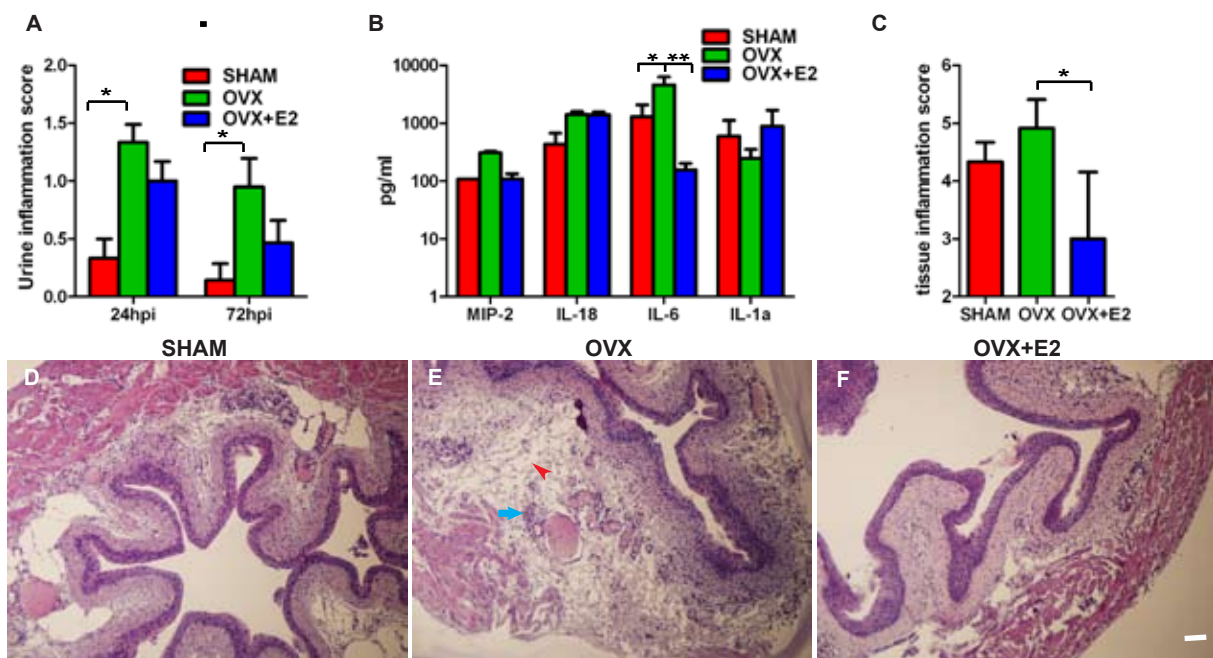 A
B
C
Urine inflammation score
2.0
1.5
1.0
0.5
0.0
SHAM
OVX
OVX+E2
*
*
24hpi
72hpi
pg/ml
10000
1000
100
10
1
SHAM
OVX
OVX+E2
* **
MIP-2
IL-18
IL-6
IL-1a
tissue inflammation score
6
5
4
3
2
*
SHAM
OVX
OVX+E2
SHAM
OVX
OVX+E2
D
E
F